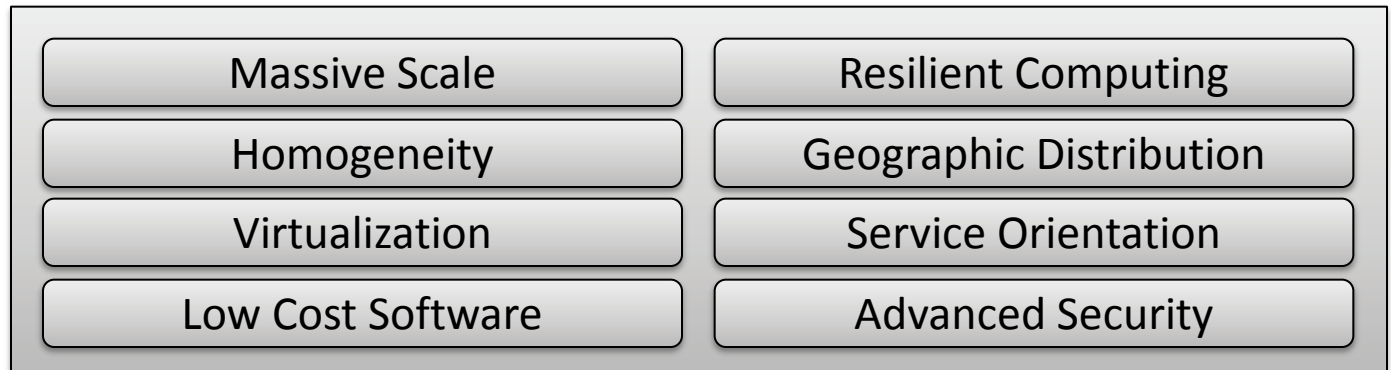 Massive Scale
Resilient Computing
Homogeneity
Geographic Distribution
Virtualization
Service Orientation
Low Cost Software
Advanced Security